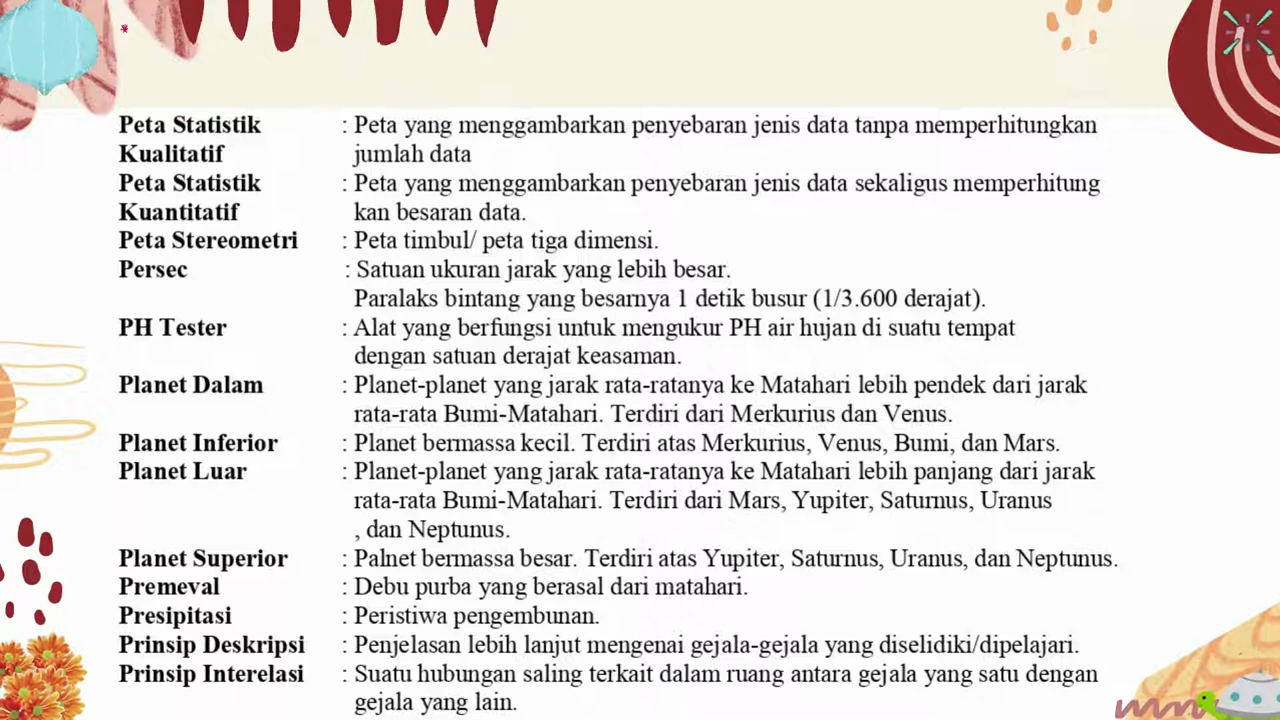 Peta Statistik : Peta yang menggambarkan penyebaran jenis data tanpa memperhitungkan
Kualitatif jumlah data
Peta Statistik : Peta yang menggambarkan penyebaran jenis data sekaligus memperhitung
Kuantitatif kan besaran data.
Peta Stereometri : Peta timbul/ peta tiga dimensi.
Persec : Satuan ukuran jarak yang lebih besar.
Paralaks bintang yang besarnya 1 detik busur (1/3.600 derajat).
PH Tester : Alat yang berfungsi untuk mengukur PH air hujan di suatu tempat
dengan satuan derajat keasaman.
Planet Dalam : Planet-planet yang jarak rata-ratanya ke Matahari lebih pendek dari jarak
rata-rata Bumi-Matahari. Terdiri dari Merkurius dan Venus.
Planet Inferior : Planet bermassa kecil. Terdiri atas Merkurius, Venus, Bumi, dan Mars.
Planet Luar : Planet-planet yang jarak rata-ratanya ke Matahari lebih panjang dari jarak
rata-rata Bumi-Matahari. Terdiri dari Mars, Yupiter, Saturnus, Uranus
, dan Neptunus.
Planet Superior : Palnet bermassa besar. Terdiri atas Yupiter, Saturnus, Uranus, dan Neptunus.
Premeval : Debu purba yang berasal dari matahari.
Presipitasi : Peristiwa pengembunan.
Prinsip Deskripsi : Penjelasan lebih lanjut mengenai gejala-gejala yang diselidiki/dipelajari.
Prinsip Interelasi : Suatu hubungan saling terkait dalam ruang antara gejala yang satu dengan
gejala yang lain.